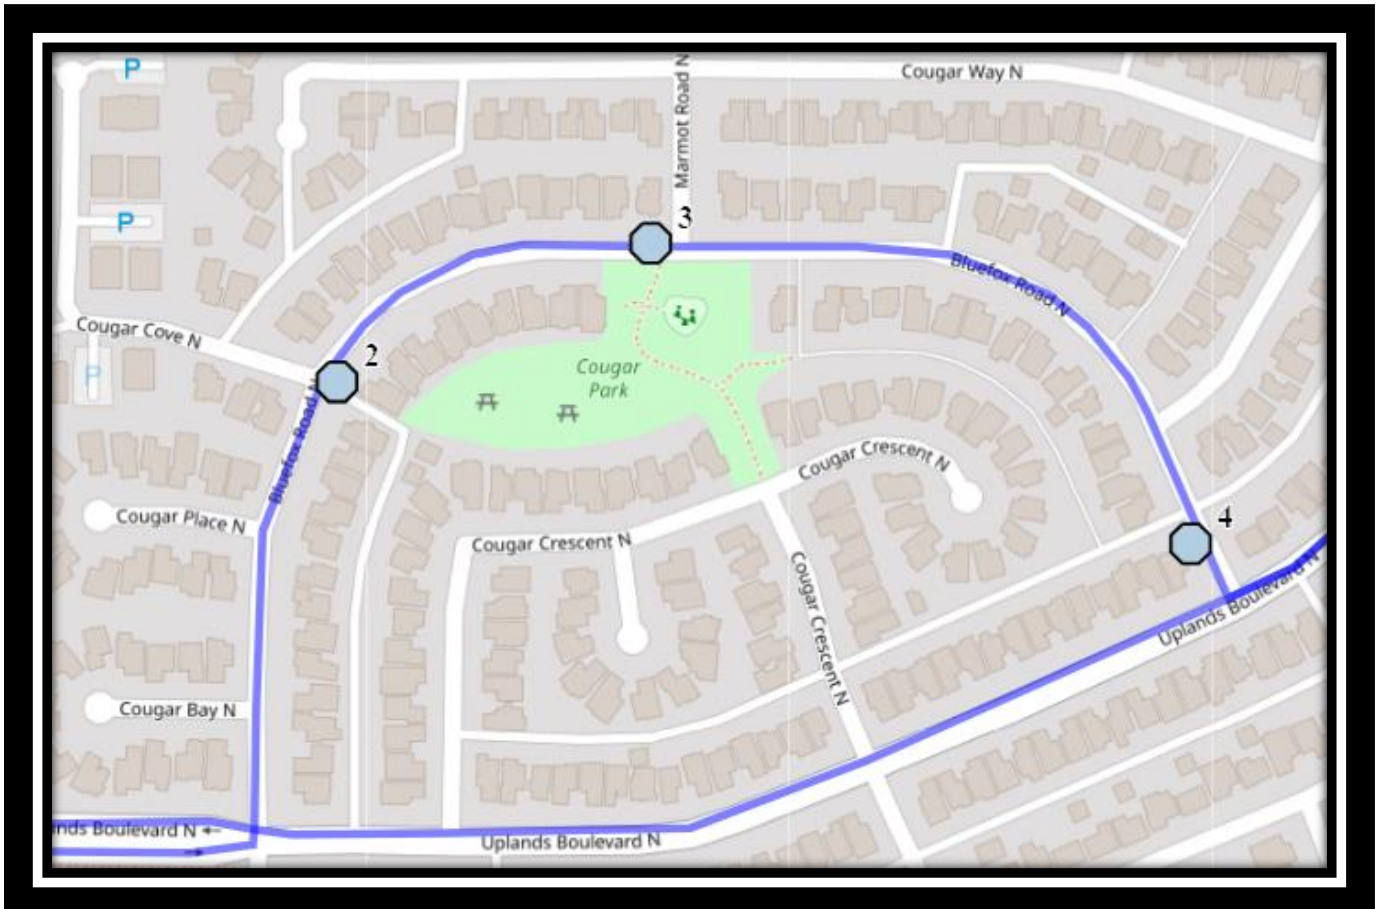 P
Cougar Way N
Marmot Road N
P
3
Bluefox Road N
Cougar Cove N
2
P
Cougar
Park
Bluefox Road N
Cougar Crescent N
Cougar Place N
4
Cougar Crescent N
Cougar Crescent N
Uplands Boulevard N
Cougar Bay N
nds Boulevard N ←
→
Uplands Boulevard N